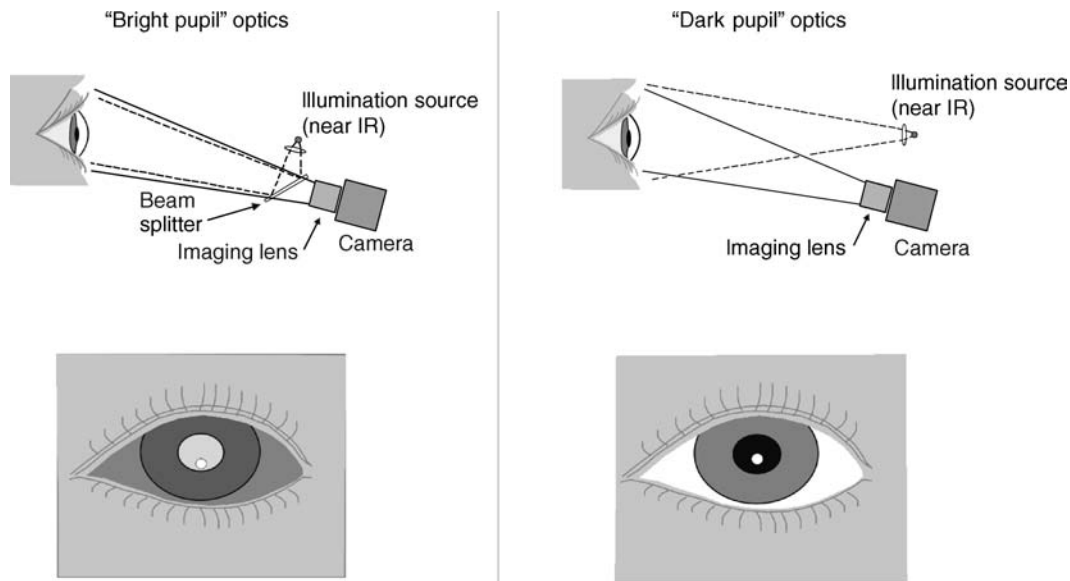 “Bright pupil” optics
Illumination source
(near IR)
Beam
splitter
Imaging lens
Camera
“Dark pupil” optics
Illumination source
(near IR)
Imaging lens
Camera